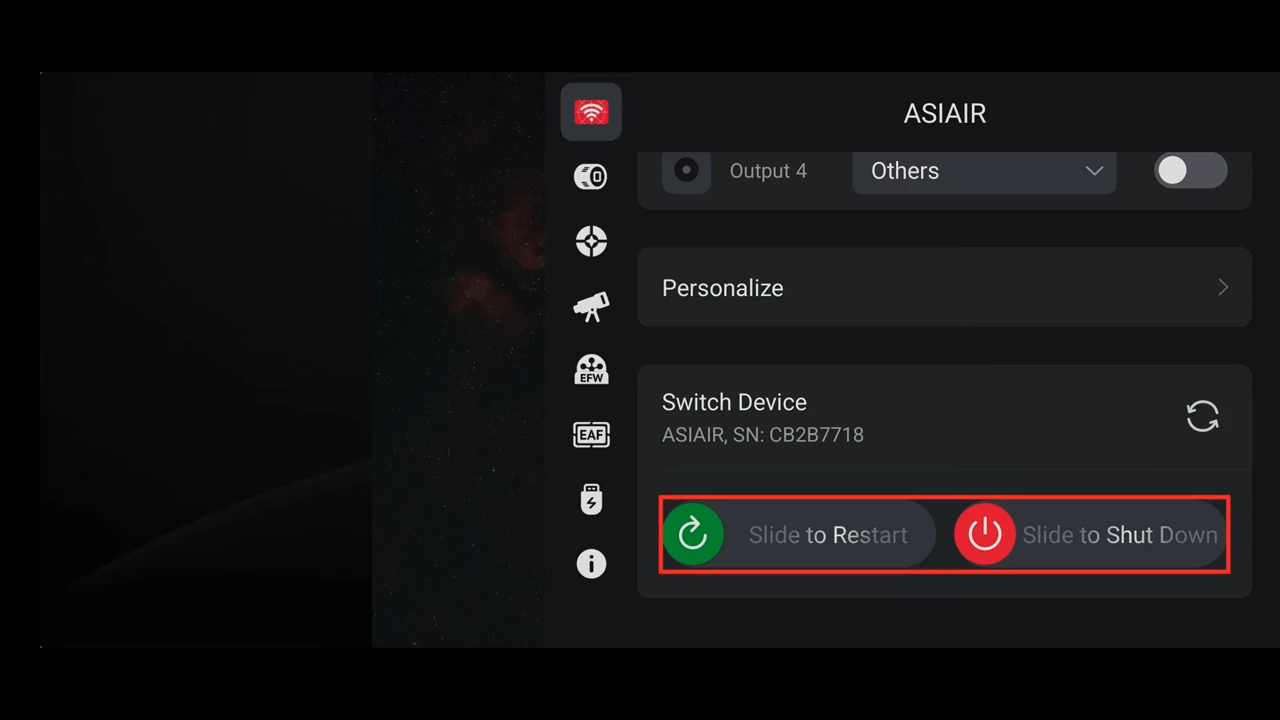 ASIAIR
Output 4
Others
Personalize
Switch Device
ASIAIR, SN: CB2B7718
EFW
EAF
Slide to Restart
Slide to Shut Down